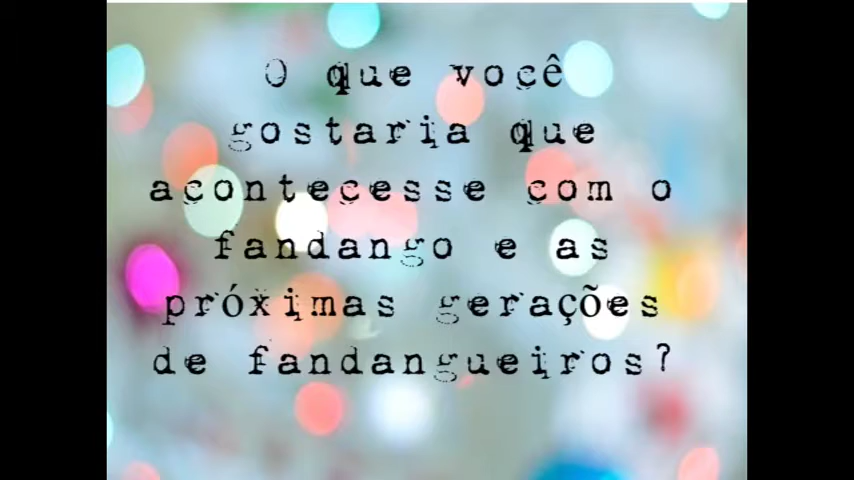 O que você
gostaria que
acontecesse com o
fandango e as
próximas gerações
de fandangueiros?